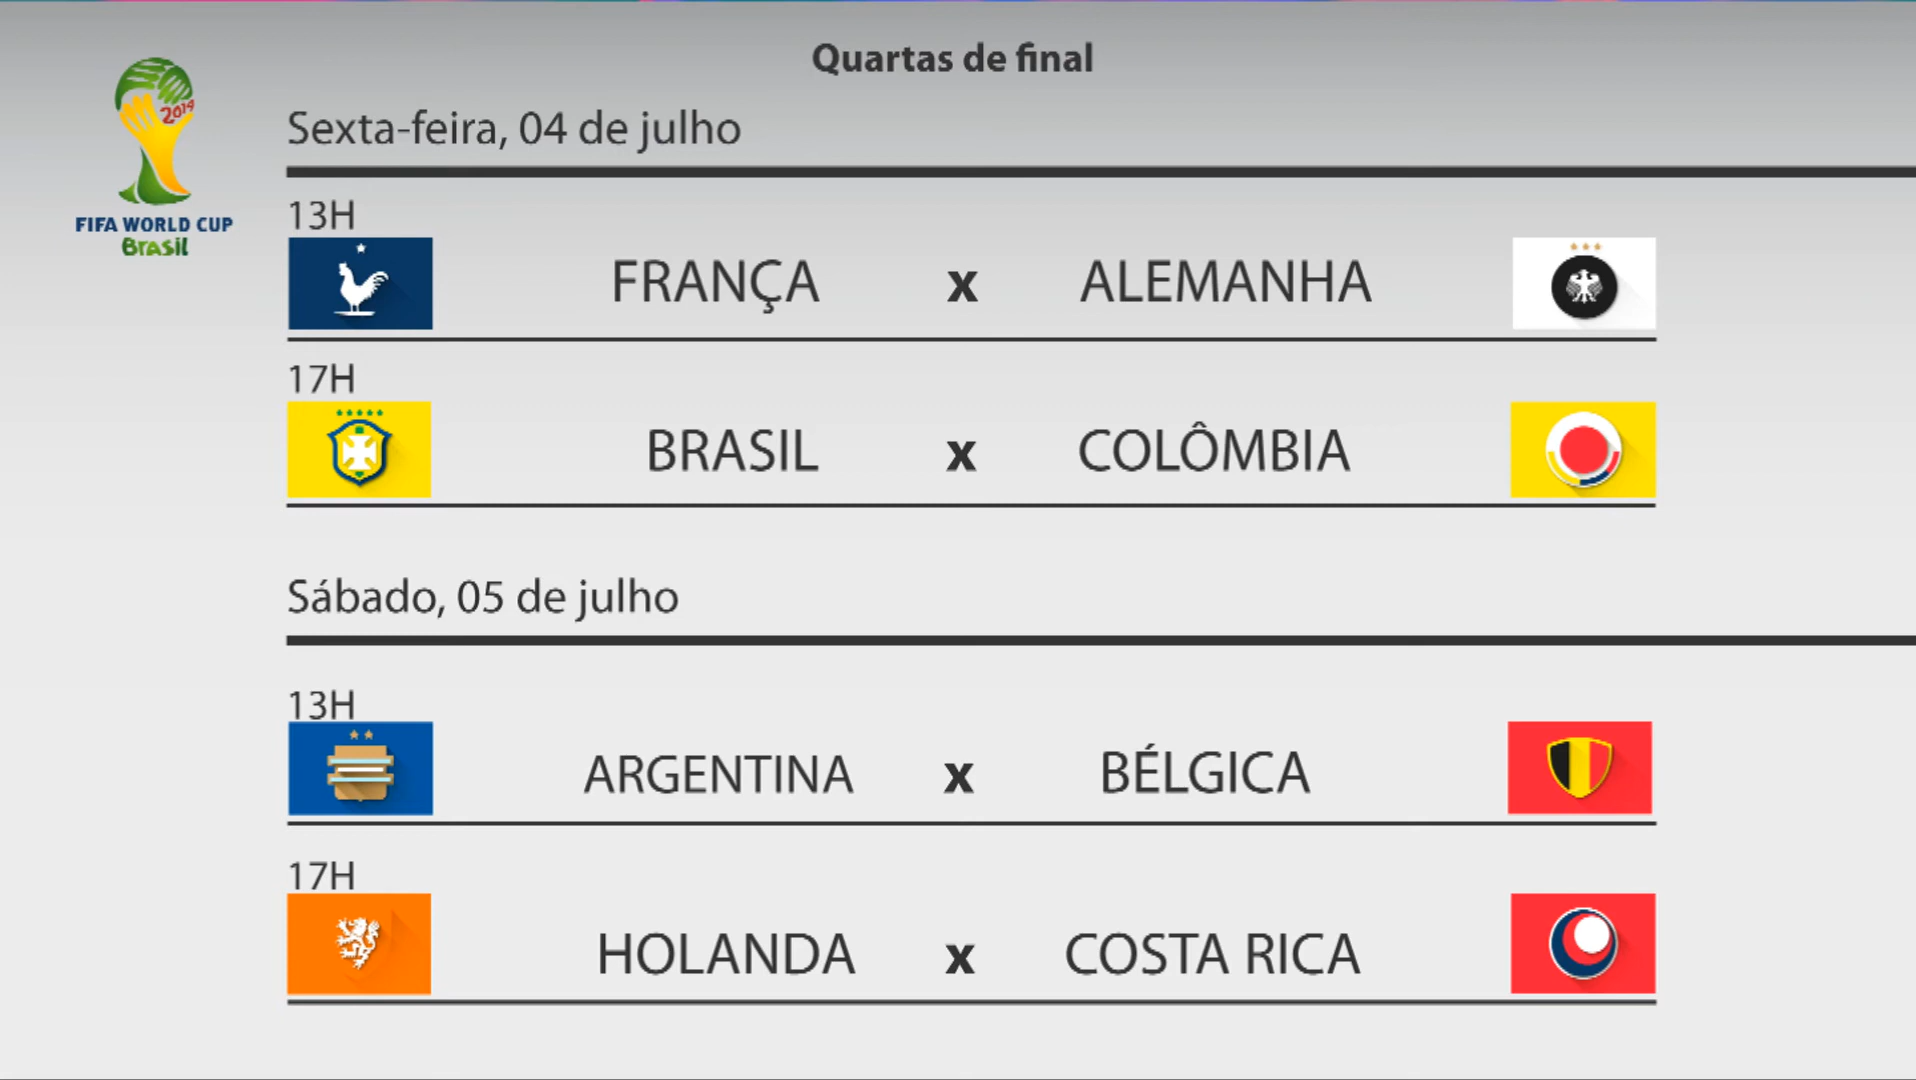 Quartas de final
2014
FIFA WORLD CUP
Brasil
Sexta-feira, 04 de julho
13H
FRANÇA x ALEMANHA
17H
BRASIL x COLÔMBIA
Sábado, 05 de julho
13H
ARGENTINA x BÉLGICA
17H
HOLANDA x COSTA RICA